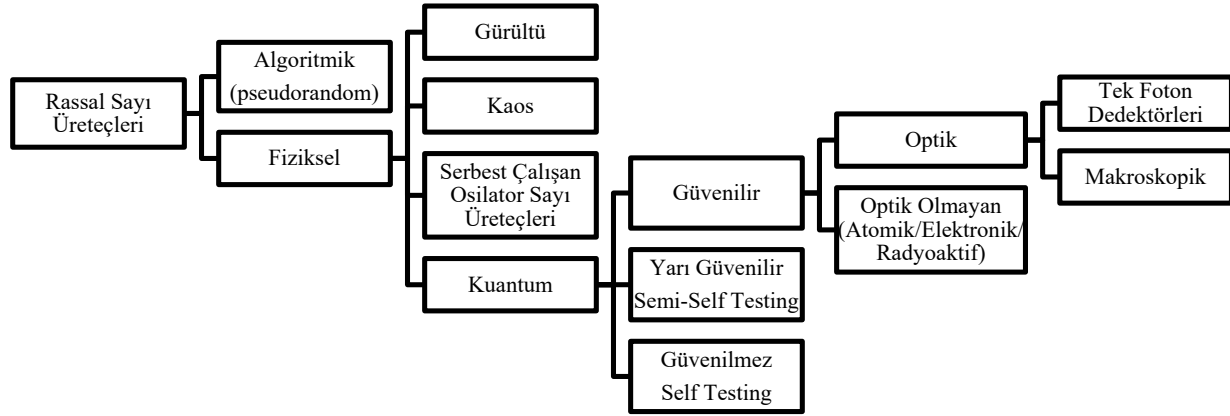 Rassal Sayı
Üreteçleri
Algoritmik
(pseudorandom)
Fiziksel
Gürültü
Kaos
Serbest Çalışan
Osilator Sayı
Üreteçleri
Kuantum
Güvenilir
Yarı Güvenilir
Semi-Self Testing
Güvenilmez
Self Testing
Optik
Optik Olmayan
(Atomik/Elektronik/
Radyoaktif)
Tek Foton
Dedektörleri
Makroskopik